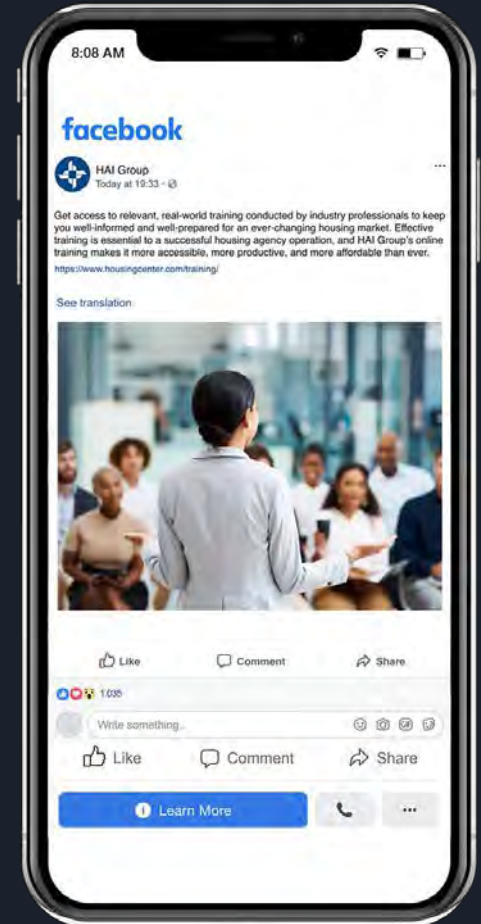 8:08 AM
facebook
HAI Group
Today at 19:33 ·
Get access to relevant, real-world training conducted by industry professionals to keep
you well-informed and well-prepared for an ever-changing housing market. Effective
training is essential to a successful housing agency operation, and HAI Group's online
training makes it more accessible, more productive, and more affordable than ever.
https://www.housingcenter.com/training/
See translation
Like Comment Share
1.035
Write something..
GIF
Like Comment Share
Learn More